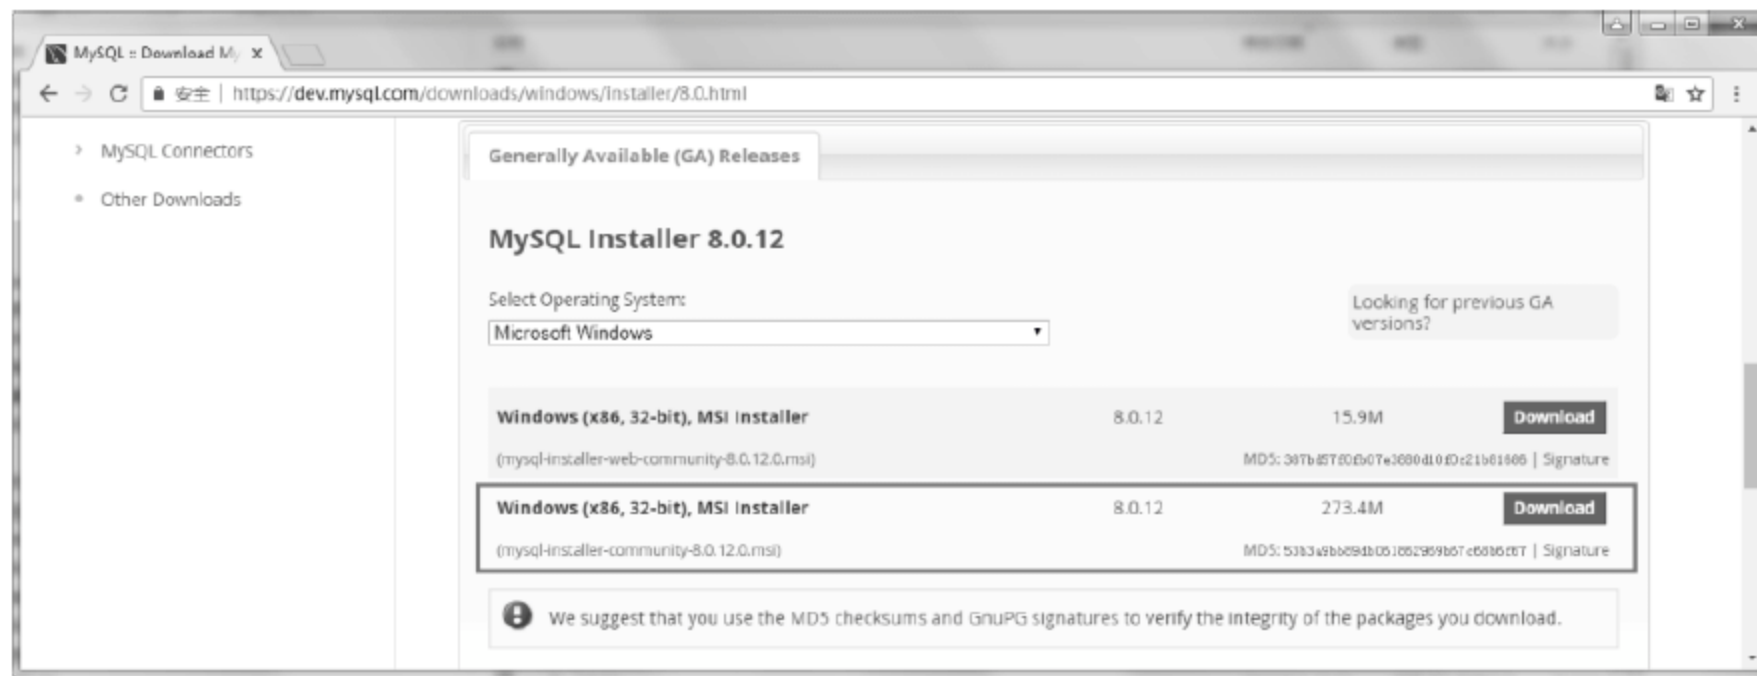 MySQL :: Download My
安全 | https://dev.mysql.com/downloads/windows/installer/8.0.html
MySQL Connectors
Other Downloads
Generally Available (GA) Releases
MySQL Installer 8.0.12
Select Operating System:
Microsoft Windows
Looking for previous GA
versions?
Windows (x86, 32-bit), MSI Installer 8.0.12 15.9M Download
(mysql-installer-web-community-8.0.12.0.msi) MD5: | Signature
Windows (x86, 32-bit), MSI Installer 8.0.12 273.4M Download
(mysql-installer-community-8.0.12.0.msi) MD5: | Signature
We suggest that you use the MD5 checksums and GnuPG signatures to verify the integrity of the packages you download.